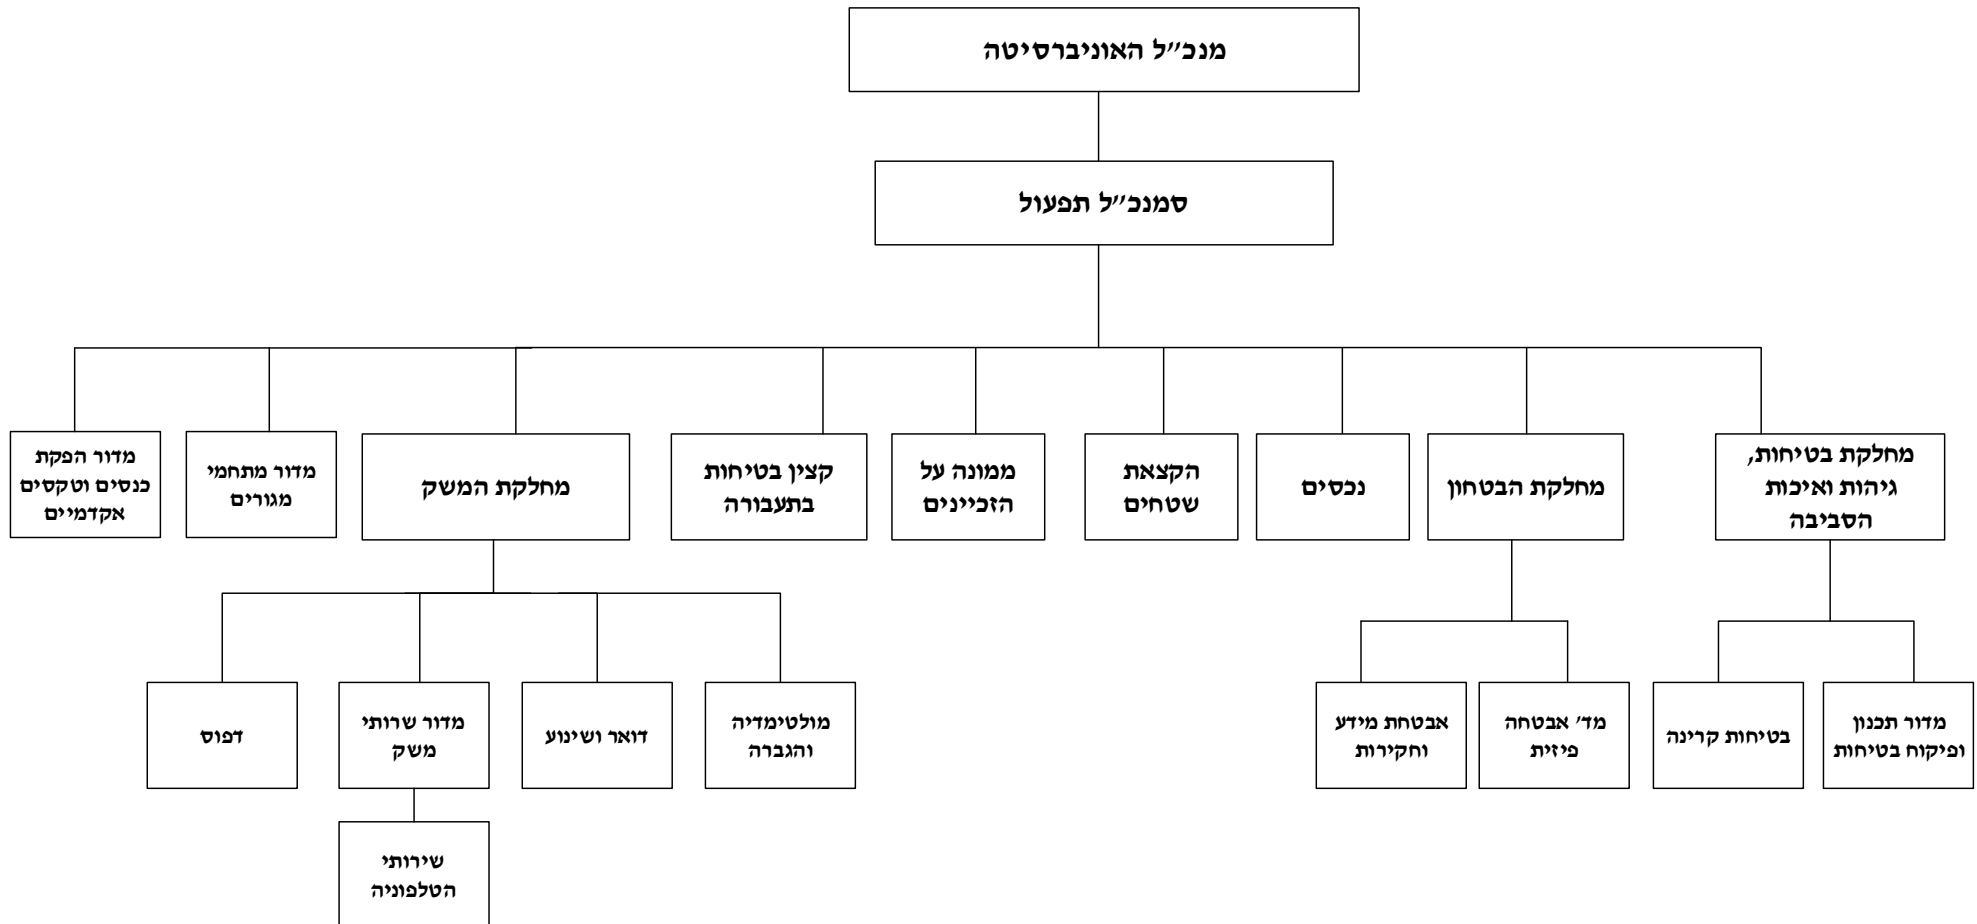 מנכ״ל האוניברסיטה
סמנכ״ל תפעול
מחלקת בטיחות,
גיהות ואיכות
הסביבה
מחלקת הבטחון
נכסים
הקצאת
שטחים
ממונה על
הזכיינים
קצין בטיחות
בתעבורה
מחלקת המשק
מדור מתחמי
מגורים
מדור הפקת
כנסים וטקסים
אקדמיים
מדור תכנון
ופיקוח בטיחות
בטיחות קרינה
מד׳ אבטחה
פיזית
אבטחת מידע
וחקירות
מולטימדיה
והגברה
דואר ושינוע
מדור שרותי
משק
דפוס
שירותי
הטלפוניה